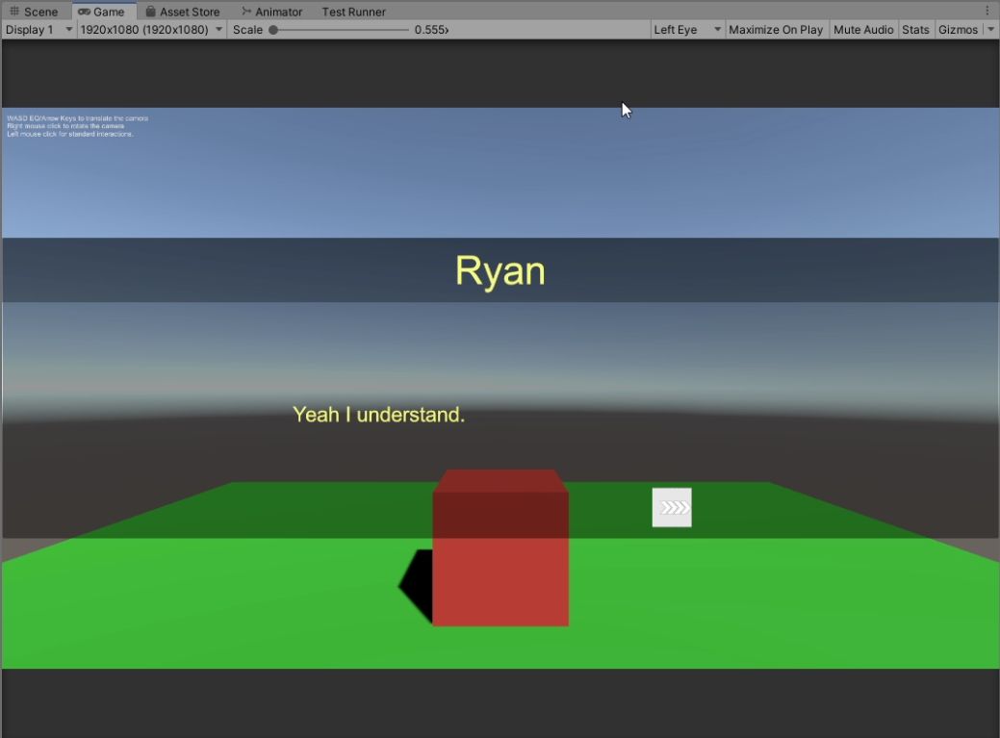 Scene Game Asset Store Animator Test Runner
Display 1 1920x1080 (1920x1080) Scale 0.555x Left Eye Maximize On Play Mute Audio Stats Gizmos
WASD EQ/Arrow Keys to translate the camera
Right mouse click to rotate the camera
Left mouse click for standard interactions.
Ryan
Yeah I understand.